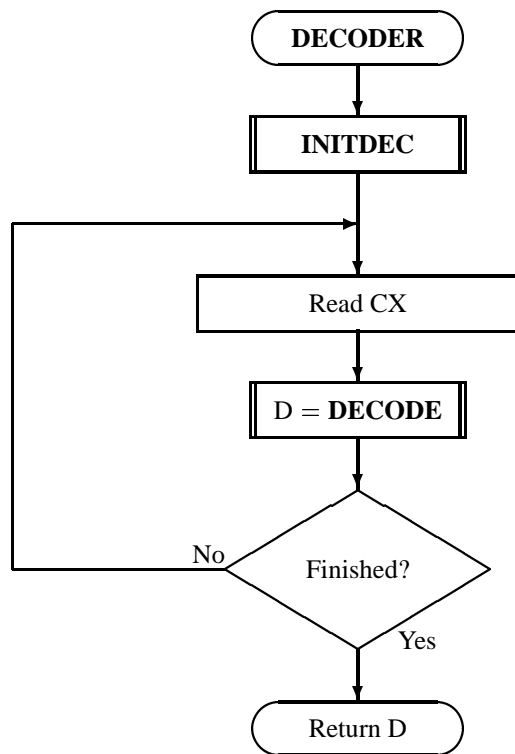 DECODER
INITDEC
Read CX
D = DECODE
No
Finished?
Yes
Return D